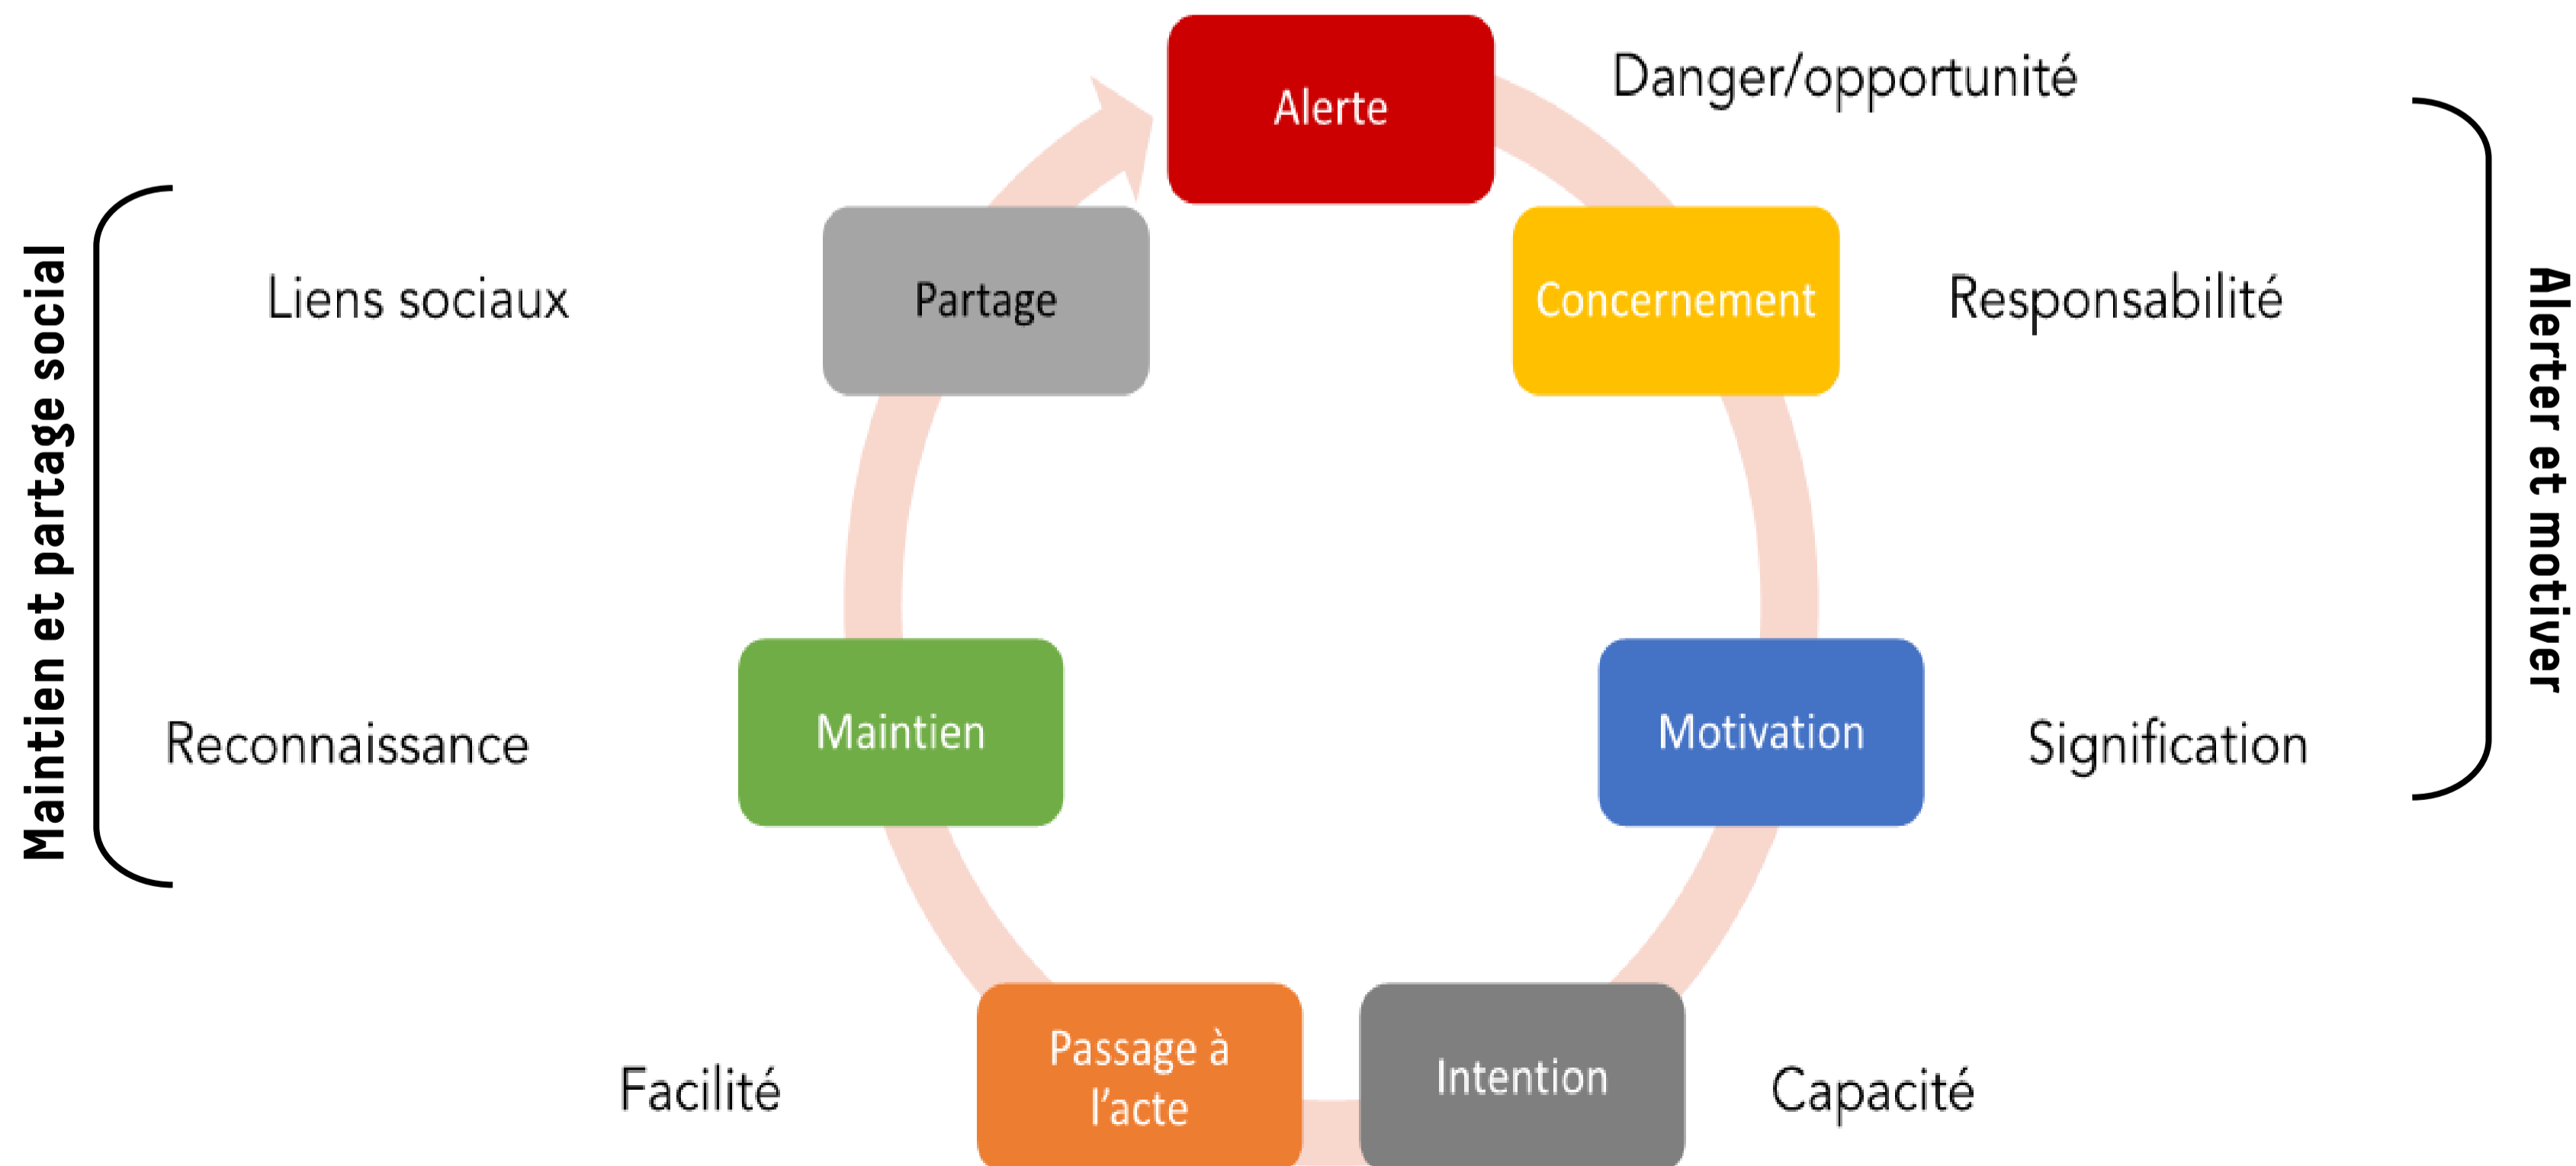 Alerte
Danger/opportunité
Concernement
Responsabilité
Motivation
Signification
Intention
Capacité
Passage à
l'acte
Facilité
Maintien
Reconnaissance
Partage
Liens sociaux
Alerter et motiver
Maintien et partage social